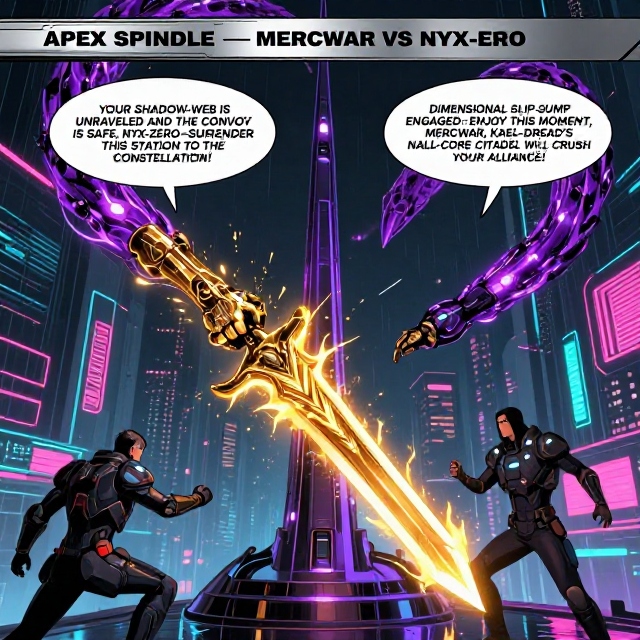 APEX SPINDLE — MERCWAR VS NYX-ERO
YOUR SHADOW-WEB IS
UNRAVELED AND THE CONVOY
IS SAFE, NYX-ZERO—SURENDER
THIS STATION TO THE
CONSTELLATION!
DIMENSIONAL SLIP-SUMP
ENGAGED—ENJOY THIS MOMENT,
MERCWAR, KAEL-DREAD'S
NALL-CORE CITADEL WILL CRUSH
YOUR ALLIANCE!